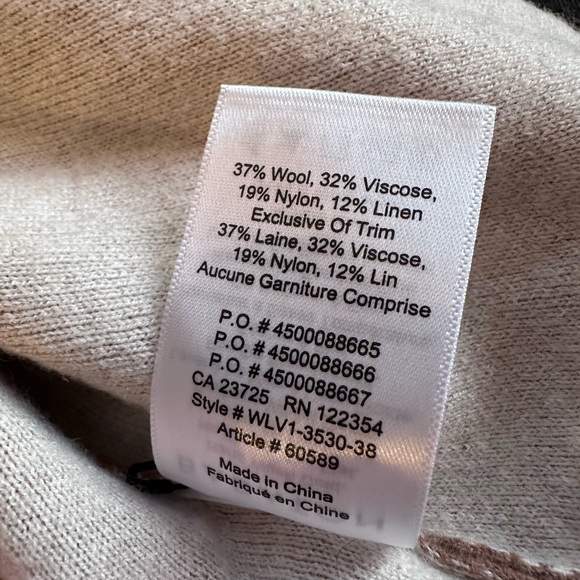 37% Wool, 32% Viscose,
19% Nylon, 12% Linen
Exclusive Of Trim
37% Laine, 32% Viscose,
19% Nylon, 12% Lin
Aucune Garniture Comprise
P.O. # 4500088665
P.O. # 4500088666
P.O. # 4500088667
CA 23725 RN 122354
Style # WLV1-3530-38
Article # 60589
Made in China
Fabriqué en Chine